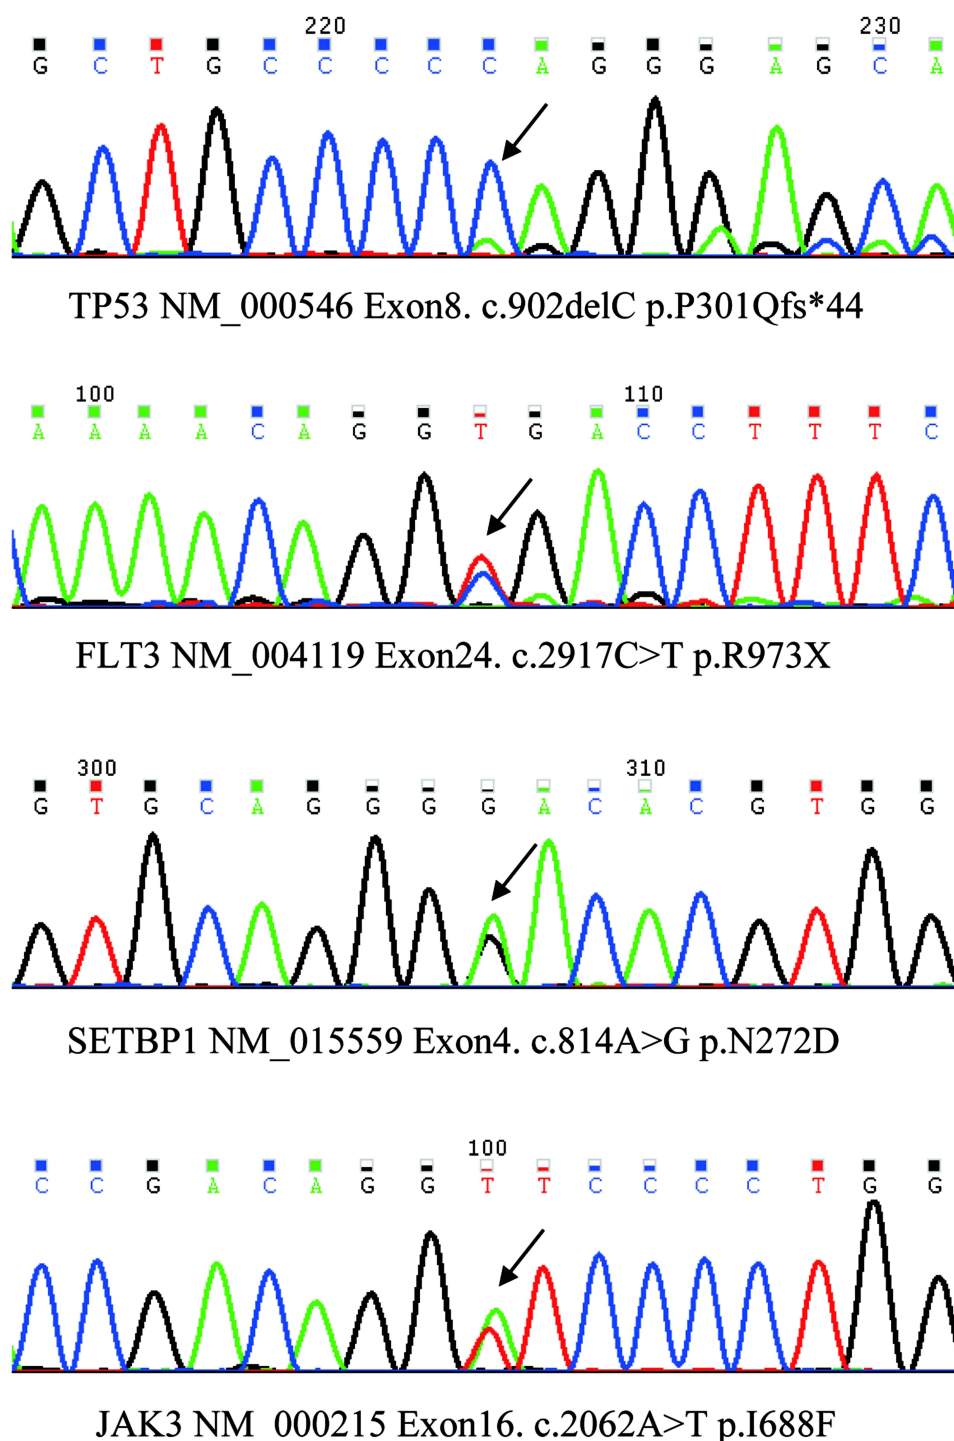 220 230
G C T G C C C C C A G G G A G C A
TP53 NM_000546 Exon8. c.902delC p.P301Qfs*44
100 110
A A A A C A G G T G A C C T T T C
FLT3 NM_004119 Exon24. c.2917C>T p.R973X
300 310
G T G C A G G G G A C A C G T G G
SETBP1 NM_015559 Exon4. c.814A>G p.N272D
100
C C G A C A G G T T C C C C T G G
JAK3 NM_000215 Exon16. c.2062A>T p.I688F